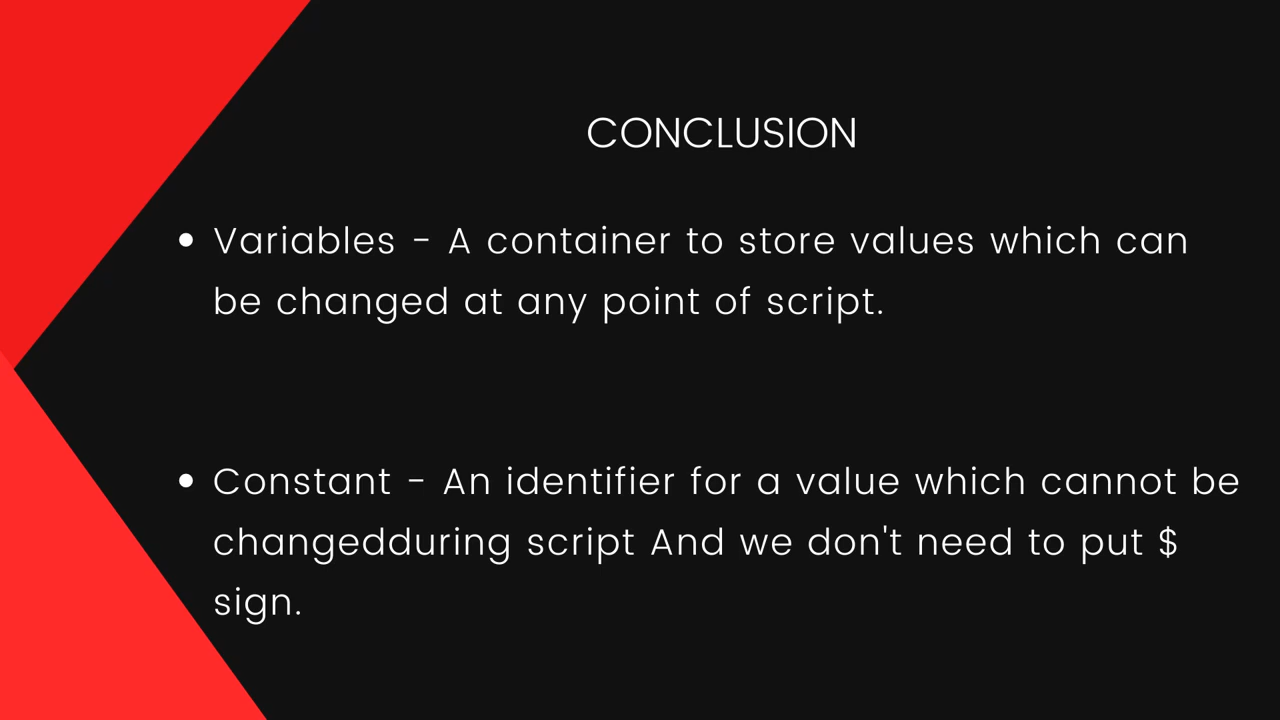 CONCLUSION
• Variables - A container to store values which can
be changed at any point of script.
• Constant - An identifier for a value which cannot be
changedduring script And we don't need to put $
sign.